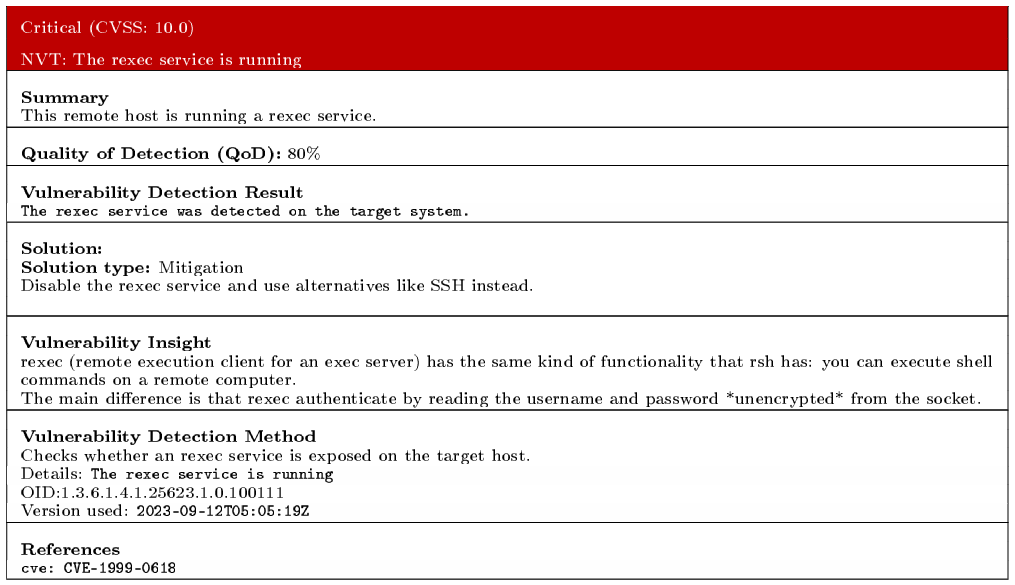 Critical (CVSS: 10.0)
NVT: The rexec service is running
Summary
This remote host is running a rexec service.
Quality of Detection (QoD): 80%
Vulnerability Detection Result
The rexec service was detected on the target system.
Solution:
Solution type: Mitigation
Disable the rexec service and use alternatives like SSH instead.
Vulnerability Insight
rexec (remote execution client for an exec server) has the same kind of functionality that rsh has: you can execute shell
commands on a remote computer.
The main difference is that rexec authenticate by reading the username and password *unencrypted* from the socket.
Vulnerability Detection Method
Checks whether an rexec service is exposed on the target host.
Details: The rexec service is running
OID:1.3.6.1.4.1.25623.1.0.100111
Version used: 2023-09-12T05:05:19Z
References
cve: CVE-1999-0618